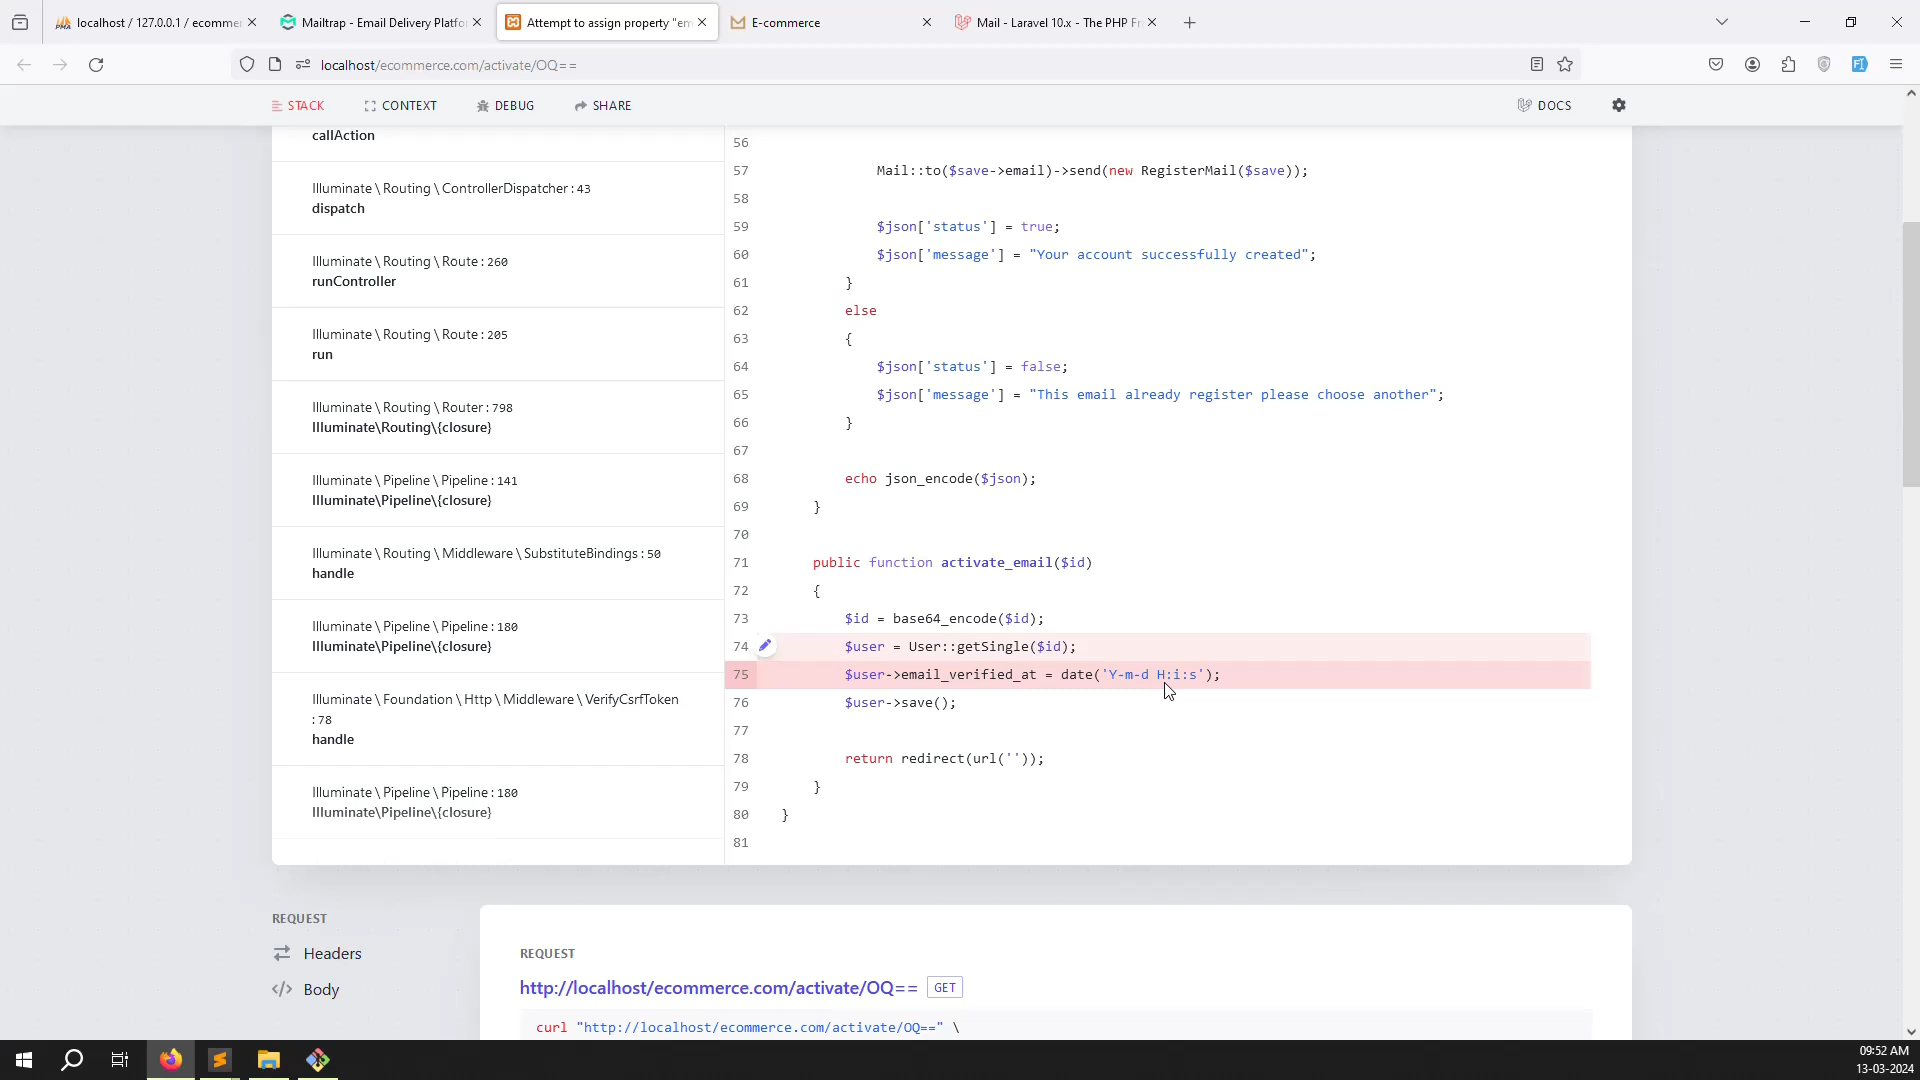 localhost / 127.0.0.1 / ecomme
Mailtrap - Email Delivery Platfo
Attempt to assign property "em
E-commerce
Mail - Laravel 10.x - The PHP Fr
localhost/ecommerce.com/activate/OQ==
STACK
CONTEXT
DEBUG
SHARE
DOCS
callAction
Illuminate \ Routing \ ControllerDispatcher : 43
dispatch
Illuminate \ Routing \ Route : 260
runController
Illuminate \ Routing \ Route : 205
run
Illuminate \ Routing \ Router : 798
Illuminate\Routing\{closure}
Illuminate \ Pipeline \ Pipeline : 141
Illuminate\Pipeline\{closure}
Illuminate \ Routing \ Middleware \ SubstituteBindings : 50
handle
Illuminate \ Pipeline \ Pipeline : 180
Illuminate\Pipeline\{closure}
Illuminate \ Foundation \ Http \ Middleware \ VerifyCsrfToken
: 78
handle
Illuminate \ Pipeline \ Pipeline : 180
Illuminate\Pipeline\{closure}
56
57 Mail::to($save->email)->send(new RegisterMail($save));
58
59 $json['status'] = true;
60 $json['message'] = "Your account successfully created";
61 }
62 else
63 {
64 $json['status'] = false;
65 $json['message'] = "This email already register please choose another";
66 }
67
68 echo json_encode($json);
69 }
70
71 public function activate_email($id)
72 {
73 $id = base64_encode($id);
74 $user = User::getSingle($id);
75 $user->email_verified_at = date('Y-m-d H:i:s');
76 $user->save();
77
78 return redirect(url(''));
79 }
80 }
81
REQUEST
Headers
Body
REQUEST
http://localhost/ecommerce.com/activate/OQ== GET
curl "http://localhost/ecommerce.com/activate/OQ==" \
09:52 AM
13-03-2024